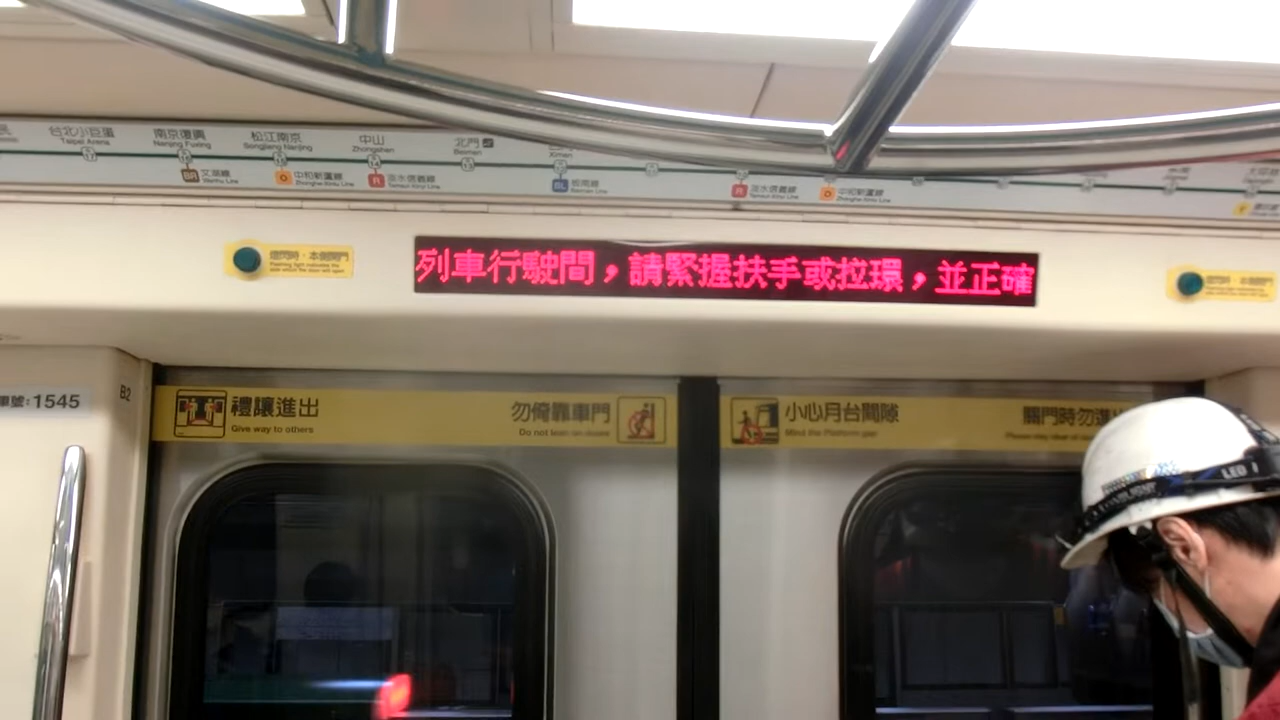 台北小巨蛋
Taipei Arena
南京復興
Nanjing Fuxing
松江南京
Songjiang Nanjing
中山
Zhongshan
北門
Beimen
Ximen
BR 文湖線
Wenhu Line
O 中和新蘆線
Zhonghe-Xinlu Line
R 淡水信義線
Tamsui-Xinyi Line
BL 板南線
Bannan Line
R 淡水信義線
Tamsui-Xinyi Line
O 中和新蘆線
Zhonghe-Xinlu Line
列車行駛間，請緊握扶手或拉環，並正確
車號:1545
B2
禮讓進出
Give way to others
勿倚靠車門
Do not lean on doors
小心月台間隙
Mind the Platform gap
關門時勿進出
LED